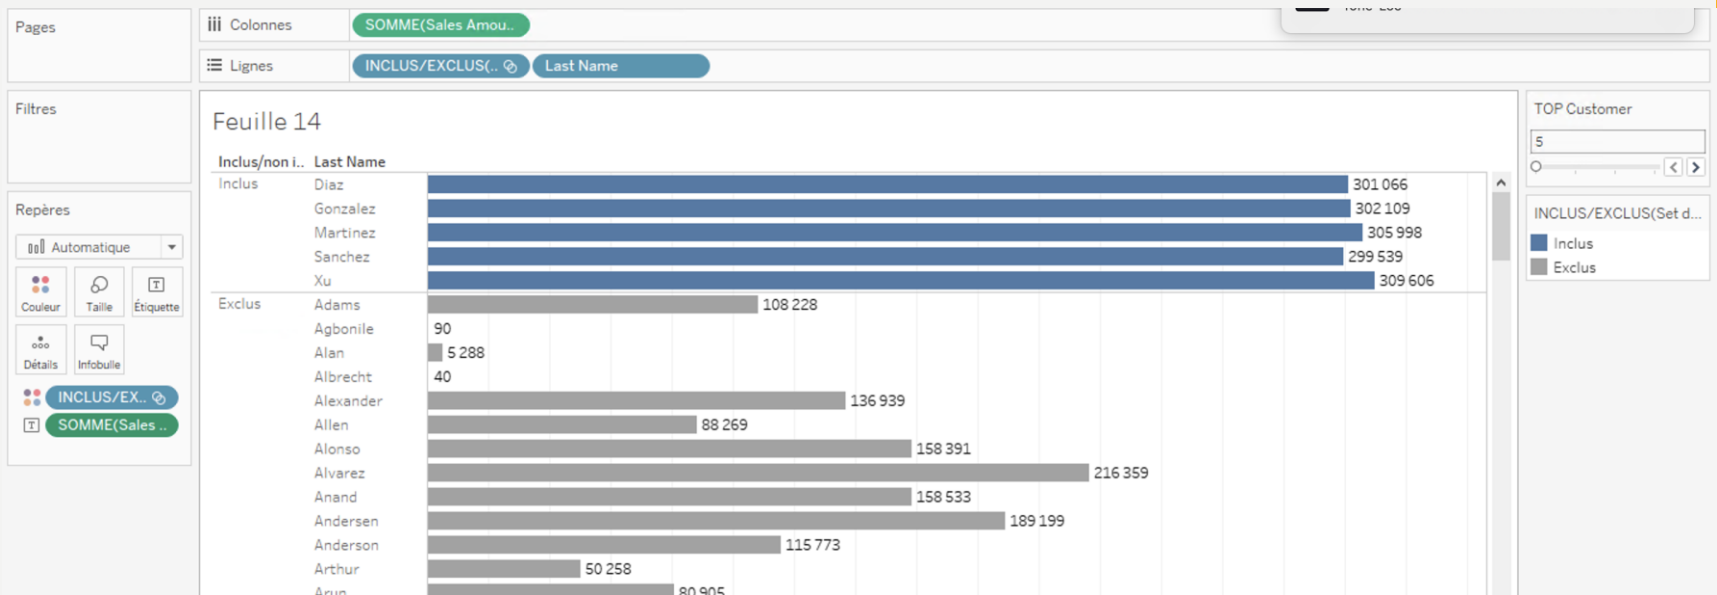 Pages
Colonnes
SOMME(Sales Amou..
Lignes
INCLUS/EXCLUS(..
Last Name
Filtres
Repères
Automatique
Couleur
Taille
Étiquette
Détails
Infobulle
INCLUS/EX..
SOMME(Sales ..
Feuille 14
Inclus/non i.. Last Name
Inclus Diaz 301 066
Gonzalez 302 109
Martinez 305 998
Sanchez 299 539
Xu 309 606
Exclus Adams 108 228
Agbonile 90
Alan 5 288
Albrecht 40
Alexander 136 939
Allen 88 269
Alonso 158 391
Alvarez 216 359
Anand 158 533
Andersen 189 199
Anderson 115 773
Arthur 50 258
Arun 80 905
TOP Customer
5
INCLUS/EXCLUS(Set d...
Inclus
Exclus